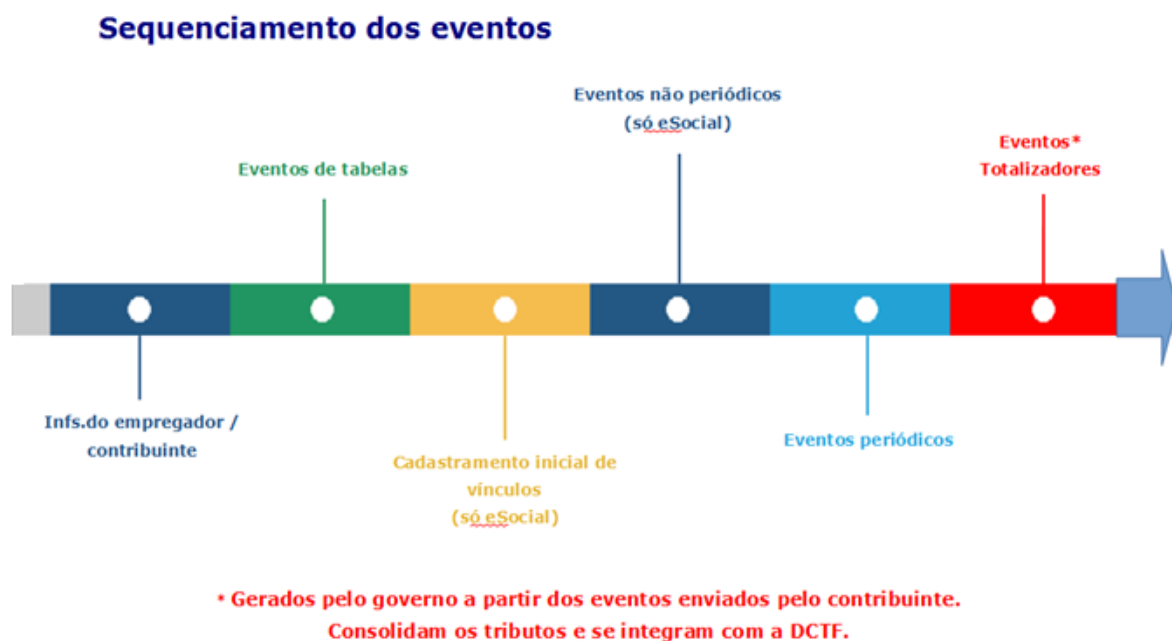 Sequenciamento dos eventos
Eventos não periódicos
(só eSocial)
Eventos*
Totalizadores
Eventos de tabelas
Infs.do empregador /
contribuinte
Eventos periódicos
Cadastramento inicial de
vínculos
(só eSocial)
* Gerados pelo governo a partir dos eventos enviados pelo contribuinte.
Consolidam os tributos e se integram com a DCTF.